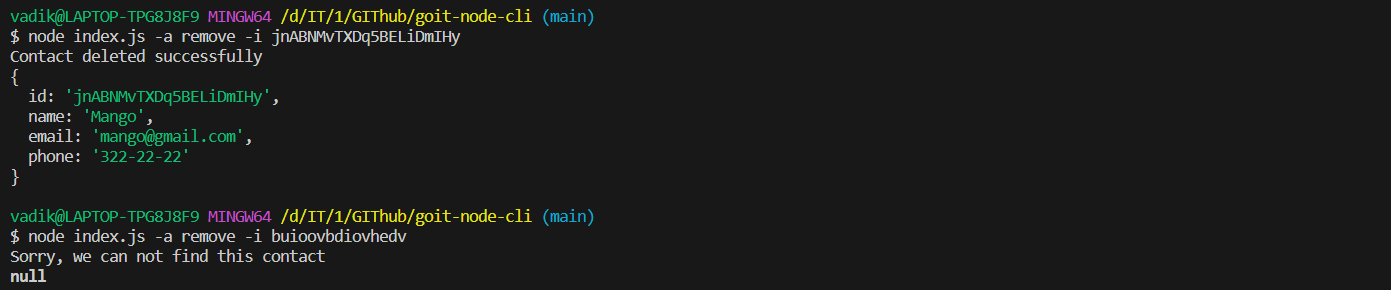 vadik@LAPTOP-TPG8J8F9 MINGW64 /d/IT/1/GIThub/goit-node-cli (main)
$ node index.js -a remove -i jnABNMvTXDq5BELiDmIHy
Contact deleted successfully
{
  id: 'jnABNMvTXDq5BELiDmIHy',
  name: 'Mango',
  email: 'mango@gmail.com',
  phone: '322-22-22'
}
vadik@LAPTOP-TPG8J8F9 MINGW64 /d/IT/1/GIThub/goit-node-cli (main)
$ node index.js -a remove -i buioovbdiovhedv
Sorry, we can not find this contact
null